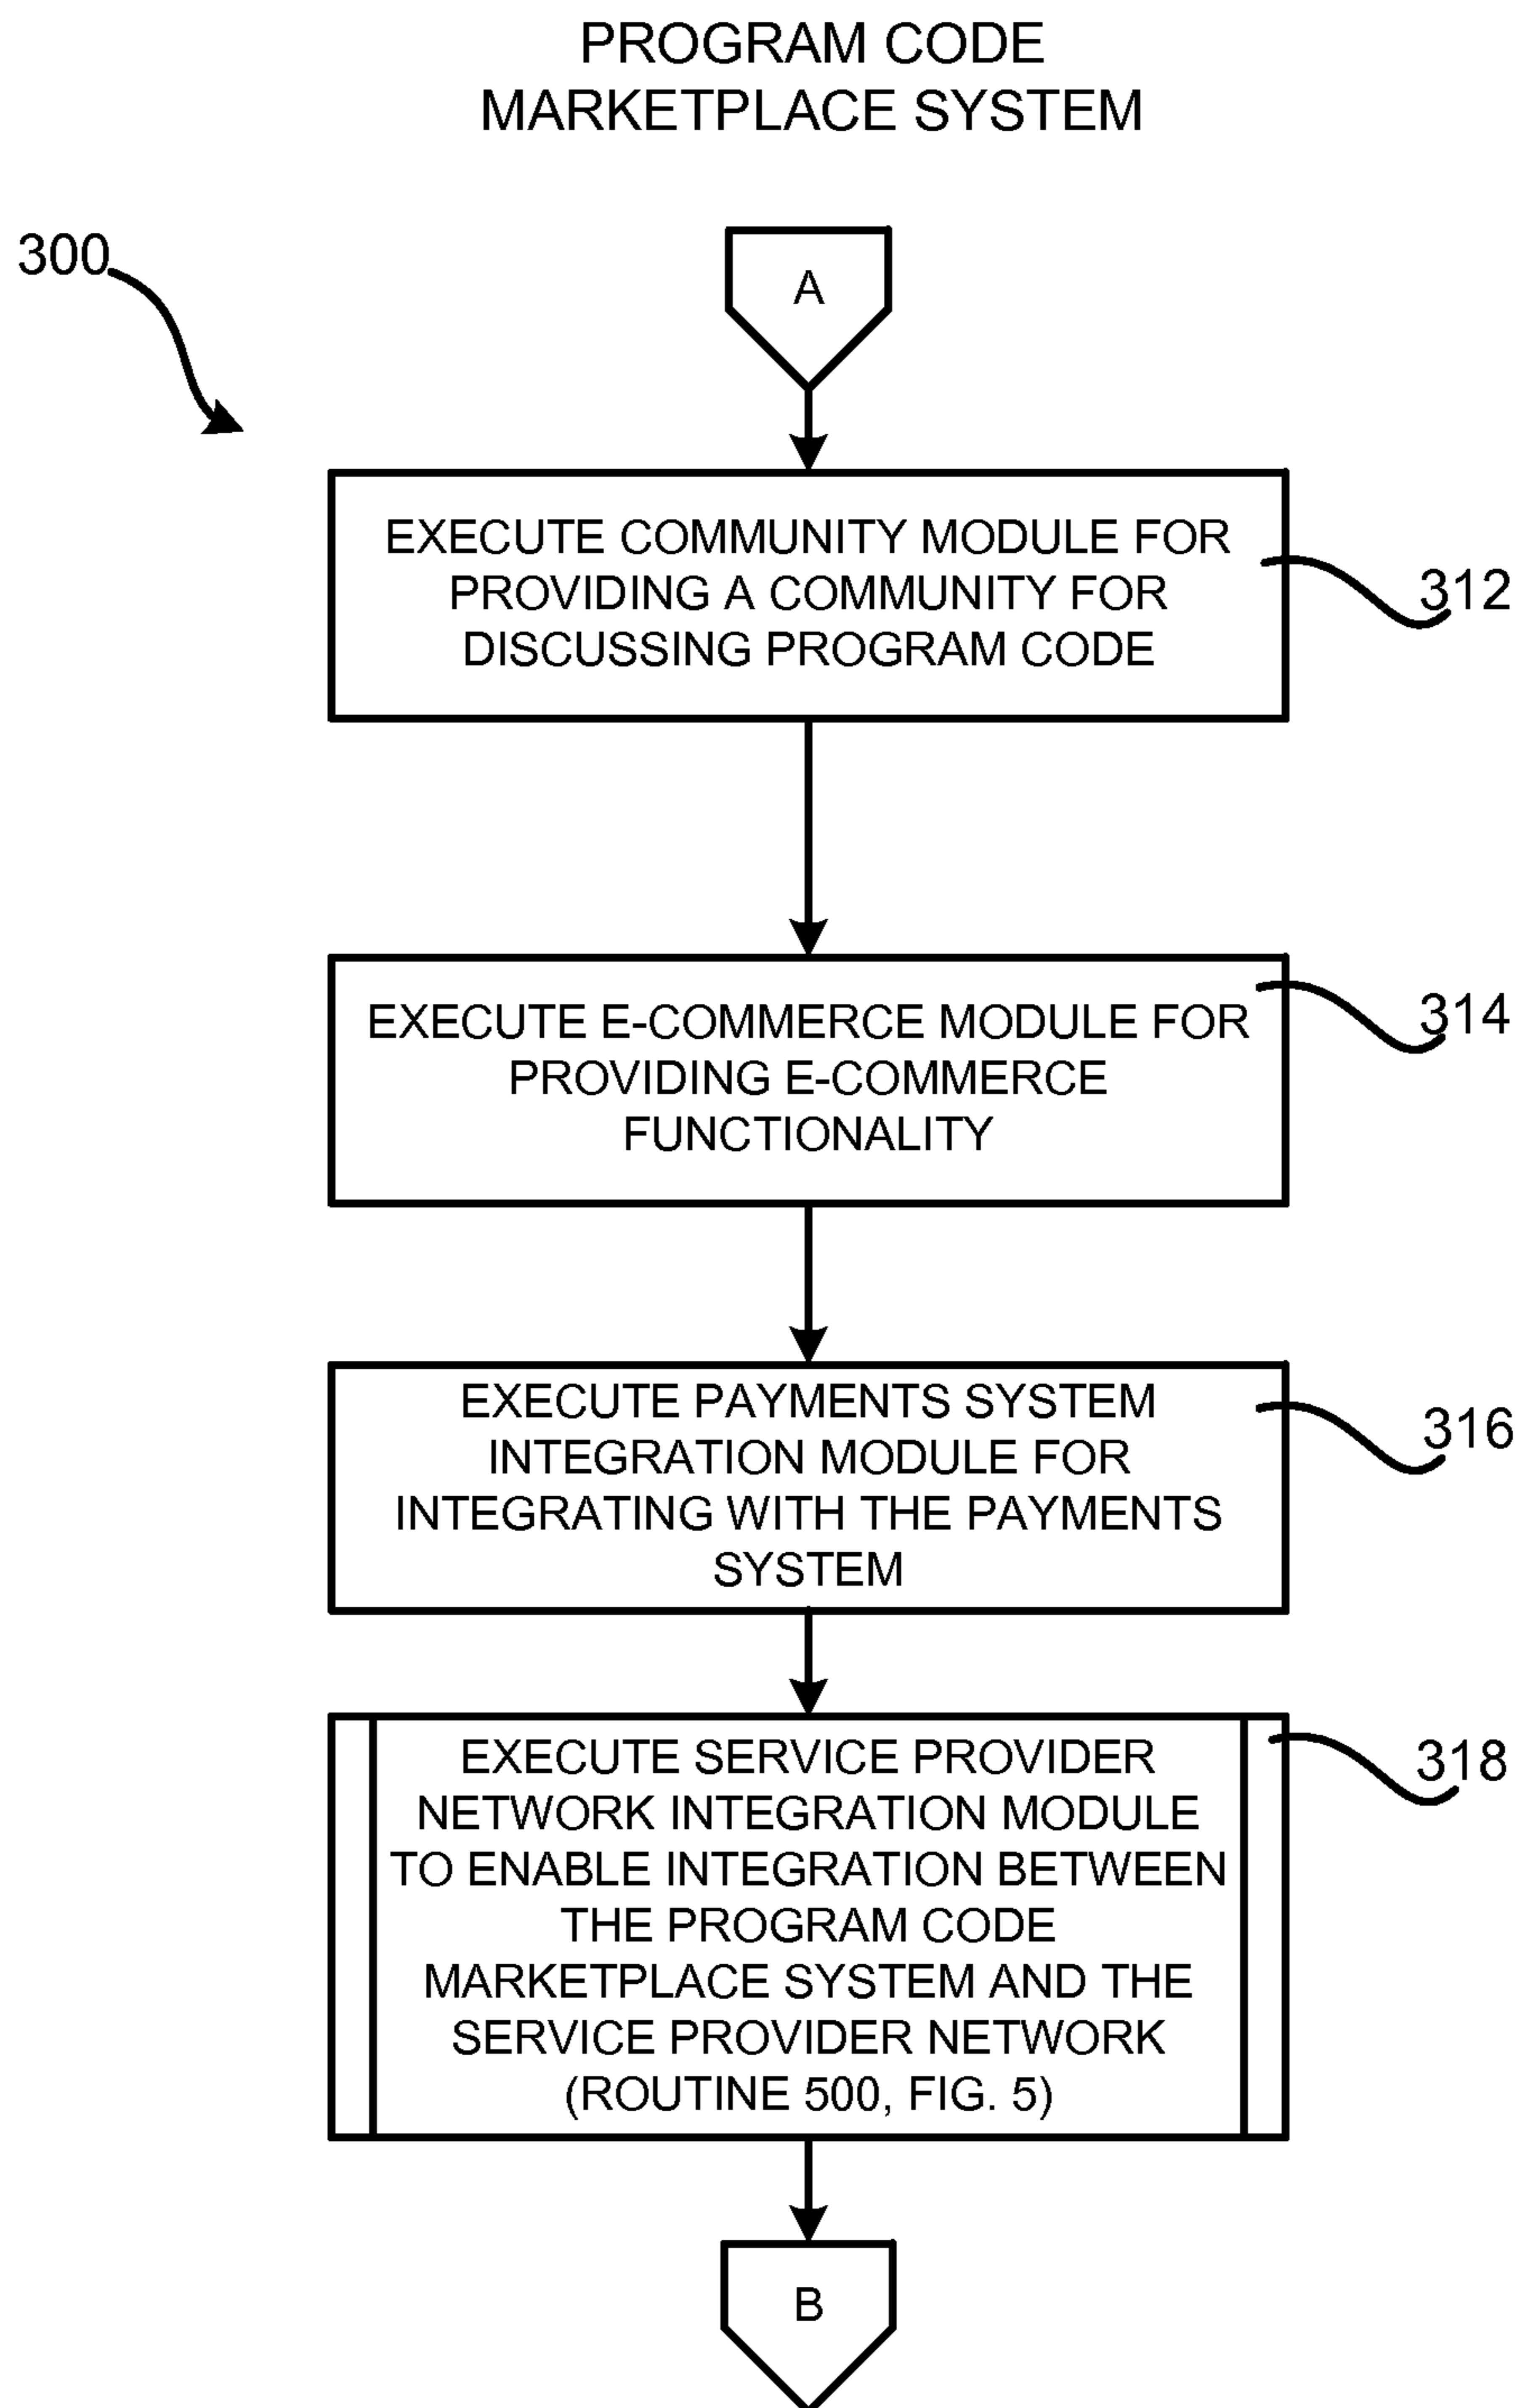 PROGRAM CODE
MARKETPLACE SYSTEM
300
A
EXECUTE COMMUNITY MODULE FOR
PROVIDING A COMMUNITY FOR
DISCUSSING PROGRAM CODE
312
EXECUTE E-COMMERCE MODULE FOR
PROVIDING E-COMMERCE
FUNCTIONALITY
314
EXECUTE PAYMENTS SYSTEM
INTEGRATION MODULE FOR
INTEGRATING WITH THE PAYMENTS
SYSTEM
316
EXECUTE SERVICE PROVIDER
NETWORK INTEGRATION MODULE
TO ENABLE INTEGRATION BETWEEN
THE PROGRAM CODE
MARKETPLACE SYSTEM AND THE
SERVICE PROVIDER NETWORK
(ROUTINE 500, FIG. 5)
318
B